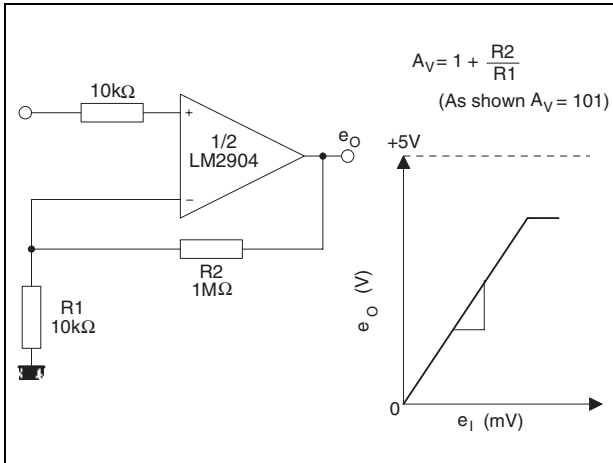 10kΩ
+
1/2
LM2904
−
e_O
R2
1MΩ
R1
10kΩ
A_V = 1 + R2/R1
(As shown A_V = 101)
+5V
e_O (V)
0
e_I (mV)